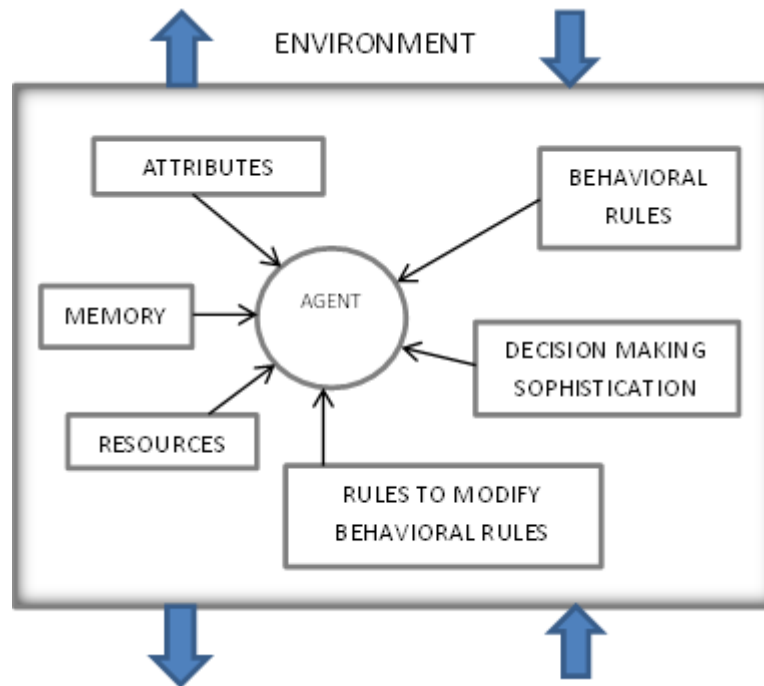 ENVIRONMENT
ATTRIBUTES
BEHAVIORAL
RULES
AGENT
MEMORY
DECISION MAKING
SOPHISTICATION
RESOURCES
RULES TO MODIFY
BEHAVIORAL RULES